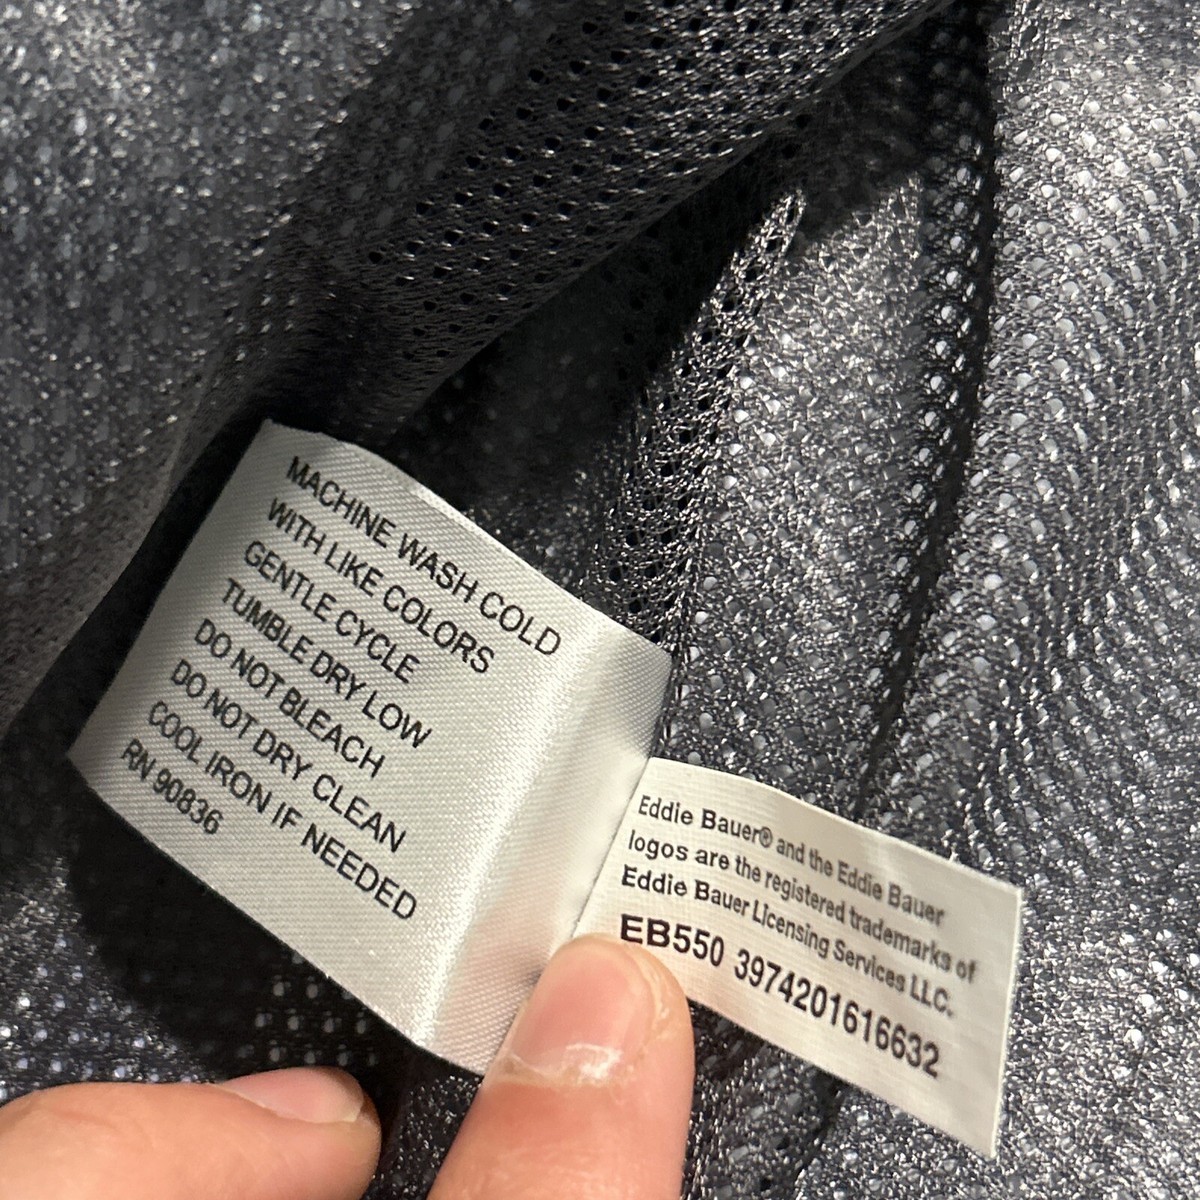 MACHINE WASH COLD
WITH LIKE COLORS
GENTLE CYCLE
TUMBLE DRY LOW
DO NOT BLEACH
DO NOT DRY CLEAN
COOL IRON IF NEEDED
RN 90836
Eddie Bauer® and the Eddie Bauer
logos are the registered trademarks of
Eddie Bauer Licensing Services LLC.
EB550 3974201616632